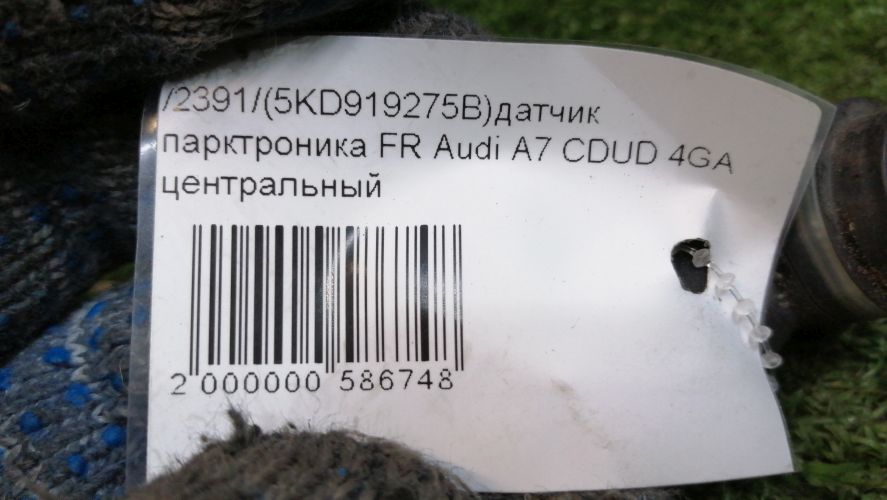 /2391/(5KD919275B)датчик
парктроника FR Audi A7 CDUD 4GA
центральный
2 000000 586748